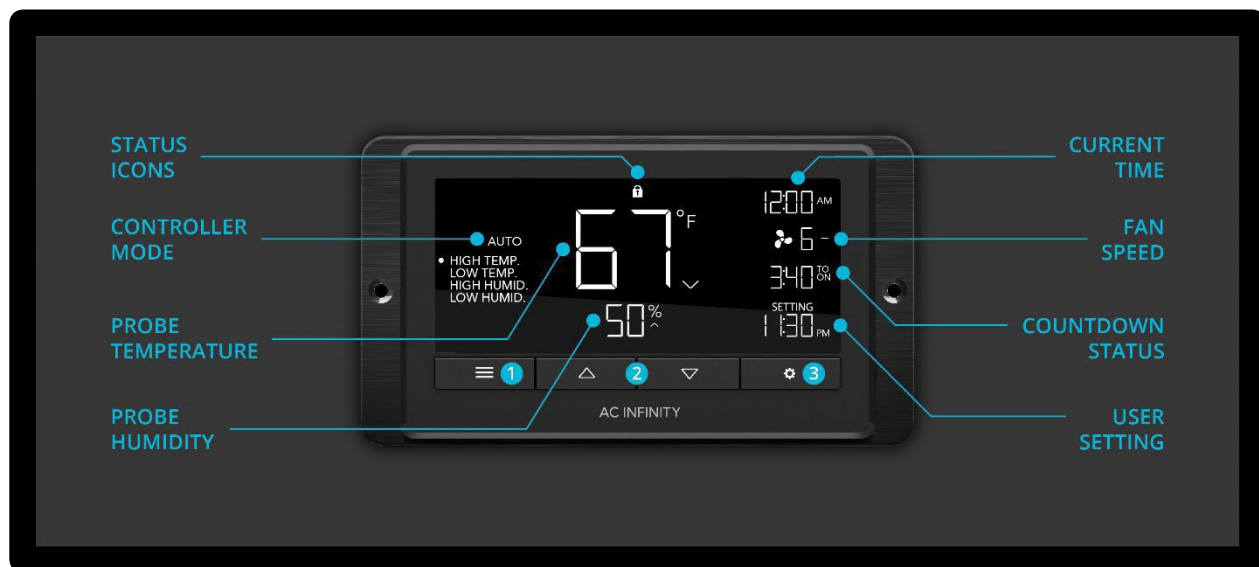 STATUS
ICONS
CONTROLLER
MODE
PROBE
TEMPERATURE
PROBE
HUMIDITY
AUTO
• HIGH TEMP.
LOW TEMP.
HIGH HUMID.
LOW HUMID.
67 °F
50 %
12:00 AM
6
3:40 TO ON
SETTING
11:30 PM
1
2
3
AC INFINITY
CURRENT
TIME
FAN
SPEED
COUNTDOWN
STATUS
USER
SETTING